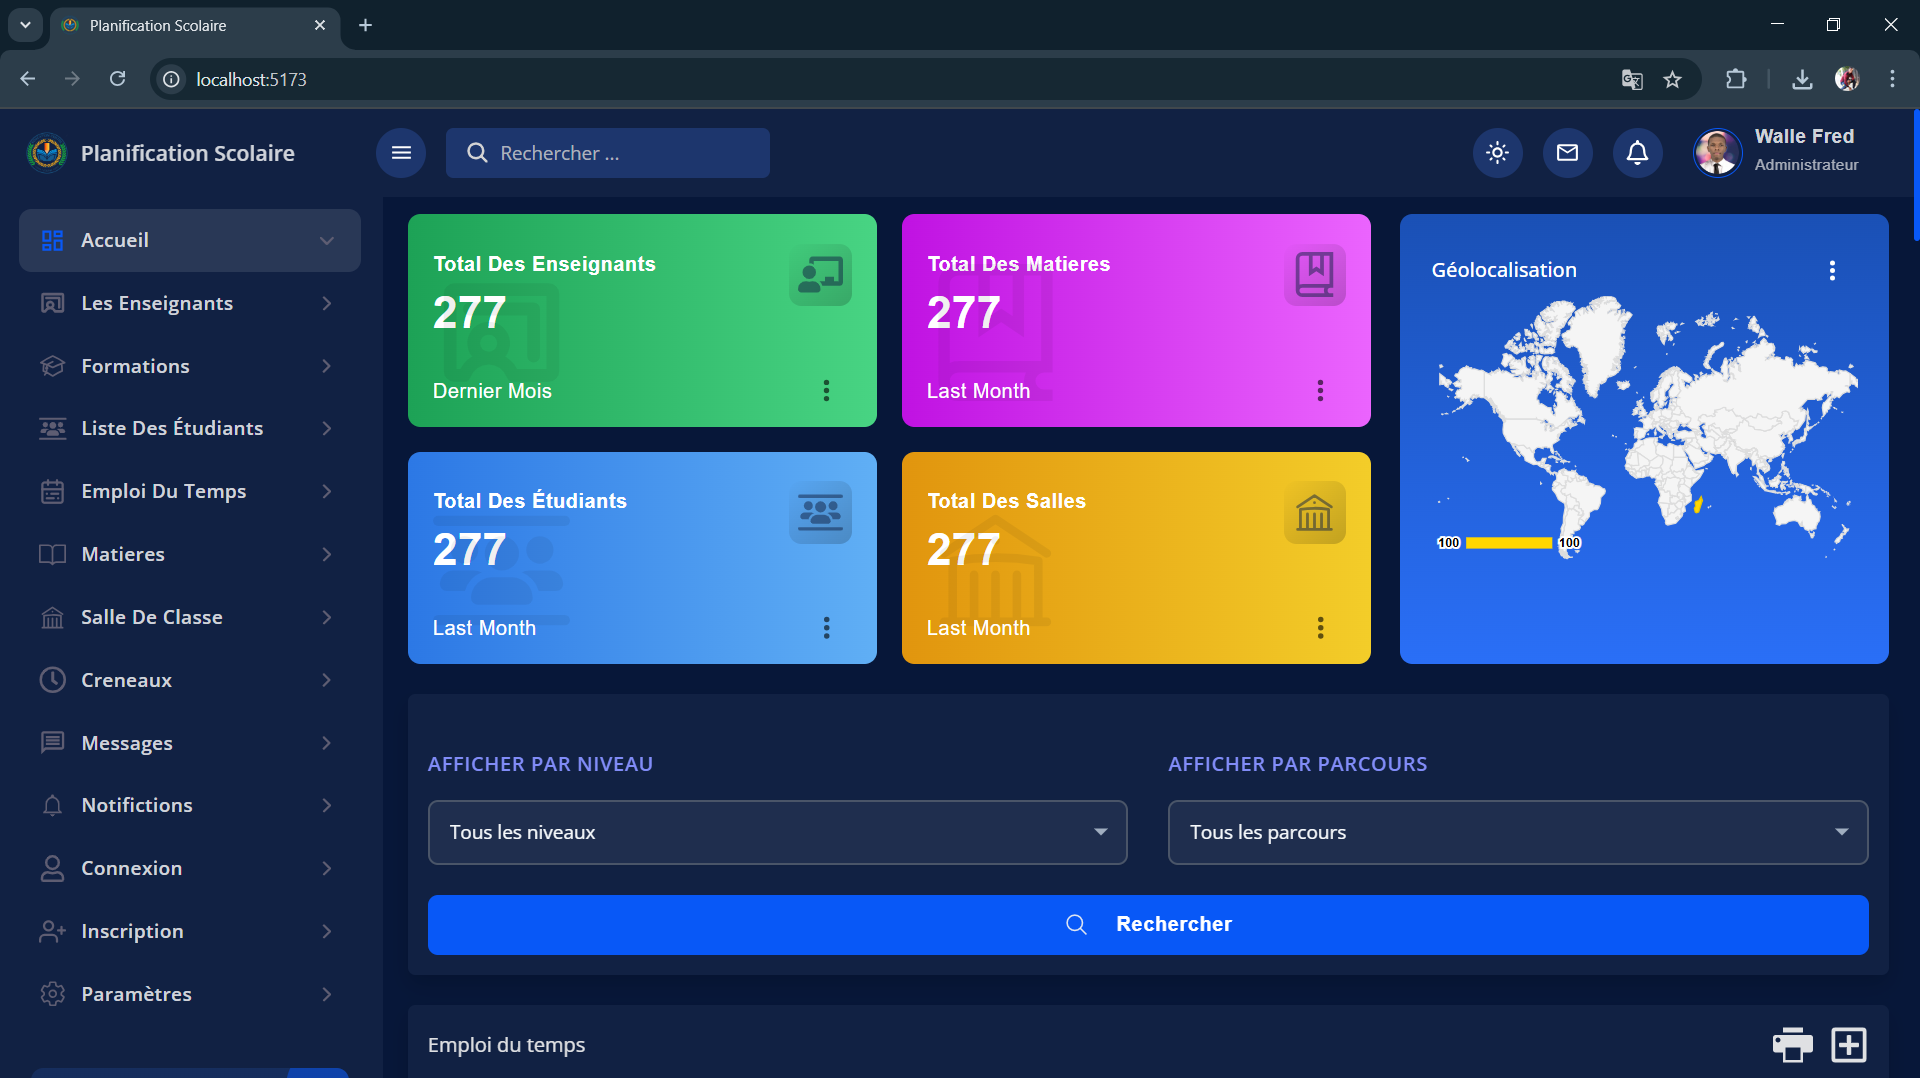 Planification Scolaire
localhost:5173
Planification Scolaire
Rechercher ...
Walle Fred
Administrateur
Accueil
Les Enseignants
Formations
Liste Des Étudiants
Emploi Du Temps
Matieres
Salle De Classe
Creneaux
Messages
Notifictions
Connexion
Inscription
Paramètres
Total Des Enseignants
277
Dernier Mois
Total Des Matieres
277
Last Month
Total Des Étudiants
277
Last Month
Total Des Salles
277
Last Month
Géolocalisation
100 100
AFFICHER PAR NIVEAU
Tous les niveaux
AFFICHER PAR PARCOURS
Tous les parcours
Rechercher
Emploi du temps